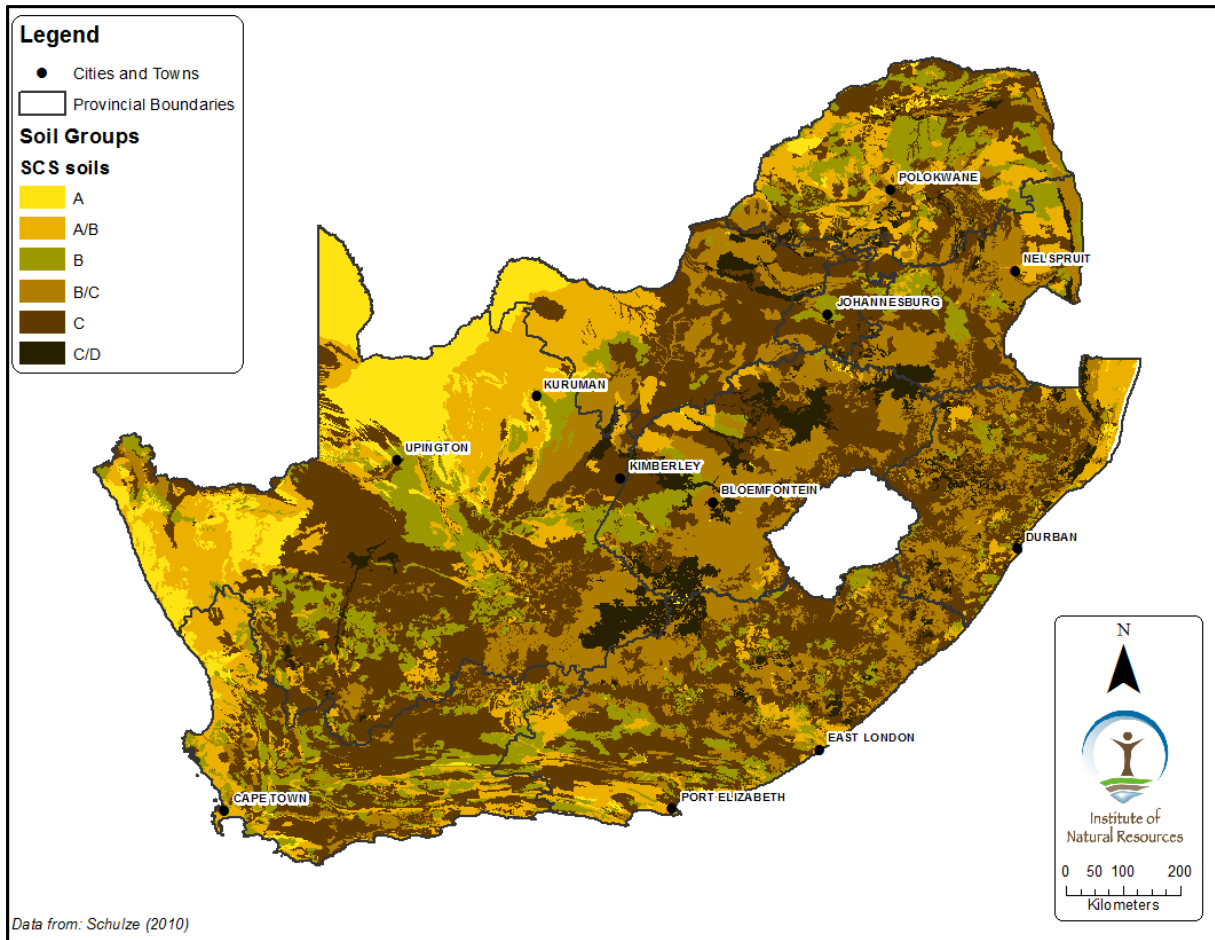 Legend
Cities and Towns
Provincial Boundaries
Soil Groups
SCS soils
A
A/B
B
B/C
C
C/D
POLOKWANE
NELSPRUIT
JOHANNESBURG
KURUMAN
UPINGTON
KIMBERLEY
BLOEMFONTEIN
DURBAN
EAST LONDON
CAPE TOWN
PORT ELIZABETH
N
Institute of
Natural Resources
0 50 100 200
Kilometers
Data from: Schulze (2010)